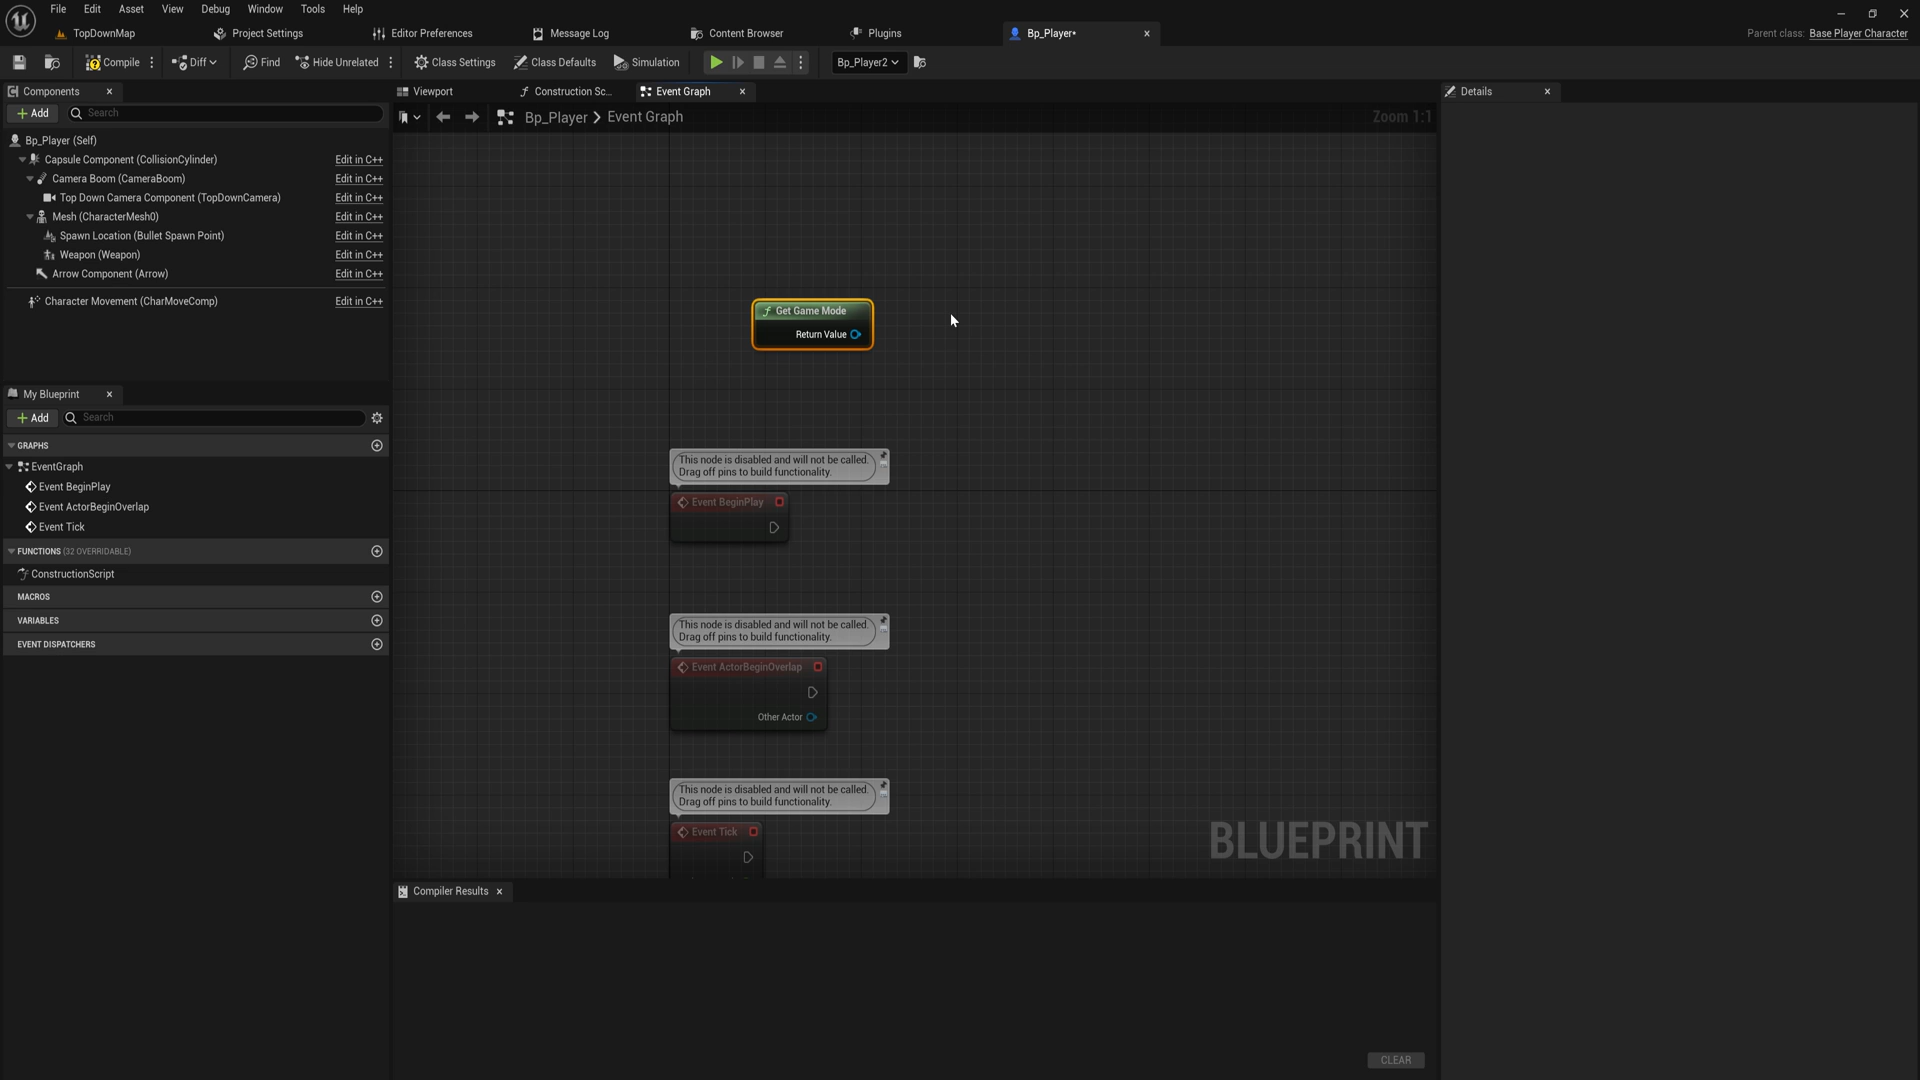 File Edit Asset View Debug Window Tools Help
TopDownMap Project Settings Editor Preferences Message Log Content Browser Plugins Bp_Player* Parent class: Base Player Character
Compile Diff Find Hide Unrelated Class Settings Class Defaults Simulation Bp_Player2
Components
Add Search
Bp_Player (Self)
Capsule Component (CollisionCylinder) Edit in C++
Camera Boom (CameraBoom) Edit in C++
Top Down Camera Component (TopDownCamera) Edit in C++
Mesh (CharacterMesh0) Edit in C++
Spawn Location (Bullet Spawn Point) Edit in C++
Weapon (Weapon) Edit in C++
Arrow Component (Arrow) Edit in C++
Character Movement (CharMoveComp) Edit in C++
My Blueprint
Add Search
GRAPHS
EventGraph
Event BeginPlay
Event ActorBeginOverlap
Event Tick
FUNCTIONS (32 OVERRIDABLE)
ConstructionScript
MACROS
VARIABLES
EVENT DISPATCHERS
Viewport Construction Sc... Event Graph
Bp_Player > Event Graph Zoom 1:1
Get Game Mode
Return Value
This node is disabled and will not be called.
Drag off pins to build functionality.
Event BeginPlay
This node is disabled and will not be called.
Drag off pins to build functionality.
Event ActorBeginOverlap
Other Actor
This node is disabled and will not be called.
Drag off pins to build functionality.
Event Tick
BLUEPRINT
Compiler Results
CLEAR
Details